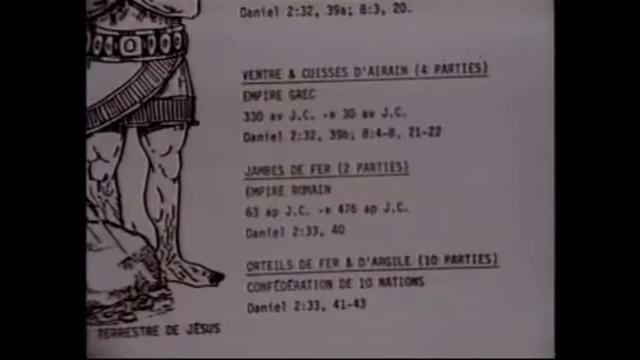 Daniel 2:32, 39a; 8:3, 20.
VENTRE & CUISSES D'AIRAIN (4 PARTIES)
EMPIRE GREC
330 av J.C. -→ 30 av J.C.
Daniel 2:32, 39b; 8:4-8, 21-22
JAMBES DE FER (2 PARTIES)
EMPIRE ROMAIN
63 ap J.C. -→ 476 ap J.C.
Daniel 2:33, 40
ORTEILS DE FER & D'ARGILE (10 PARTIES)
CONFÉDÉRATION DE 10 NATIONS
Daniel 2:33, 41-43
TERRESTRE DE JÉSUS